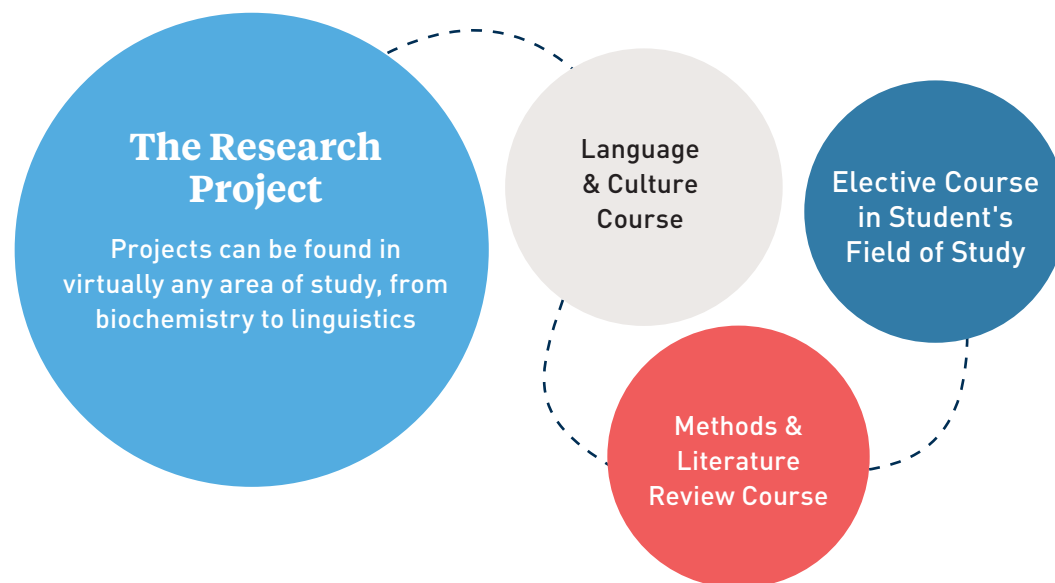 The Research
Project
Projects can be found in
virtually any area of study, from
biochemistry to linguistics
Language
& Culture
Course
Elective Course
in Student's
Field of Study
Methods &
Literature
Review Course